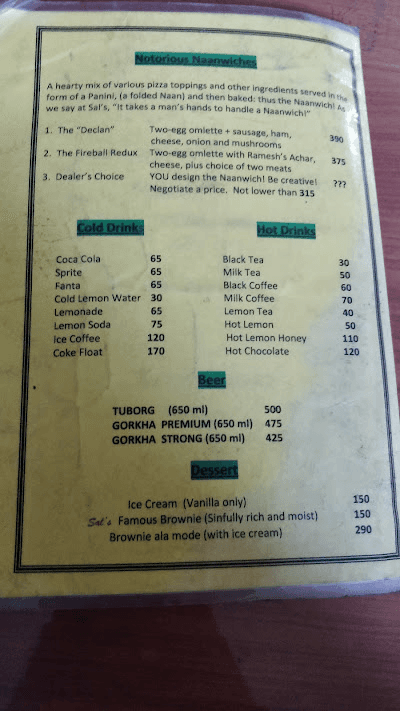 Notorious Naanwiches
A hearty mix of various pizza toppings and other ingredients served in the
form of a Panini, (a folded Naan) and then baked: thus the Naanwich! As
we say at Sal's, "It takes a man's hands to handle a Naanwich!"
1. The "Declan" Two-egg omlette + sausage, ham, 390
cheese, onion and mushrooms
2. The Fireball Redux Two-egg omlette with Ramesh's Achar, 375
cheese, plus choice of two meats
3. Dealer's Choice YOU design the Naanwich! Be creative! ???
Negotiate a price. Not lower than 315
Cold Drinks
Coca Cola 65
Sprite 65
Fanta 65
Cold Lemon Water 30
Lemonade 65
Lemon Soda 75
Ice Coffee 120
Coke Float 170
Hot Drinks
Black Tea 30
Milk Tea 50
Black Coffee 60
Milk Coffee 70
Lemon Tea 40
Hot Lemon 50
Hot Lemon Honey 110
Hot Chocolate 120
Beer
TUBORG (650 ml) 500
GORKHA PREMIUM (650 ml) 475
GORKHA STRONG (650 ml) 425
Dessert
Ice Cream (Vanilla only) 150
Sal's Famous Brownie (Sinfully rich and moist) 150
Brownie ala mode (with ice cream) 290